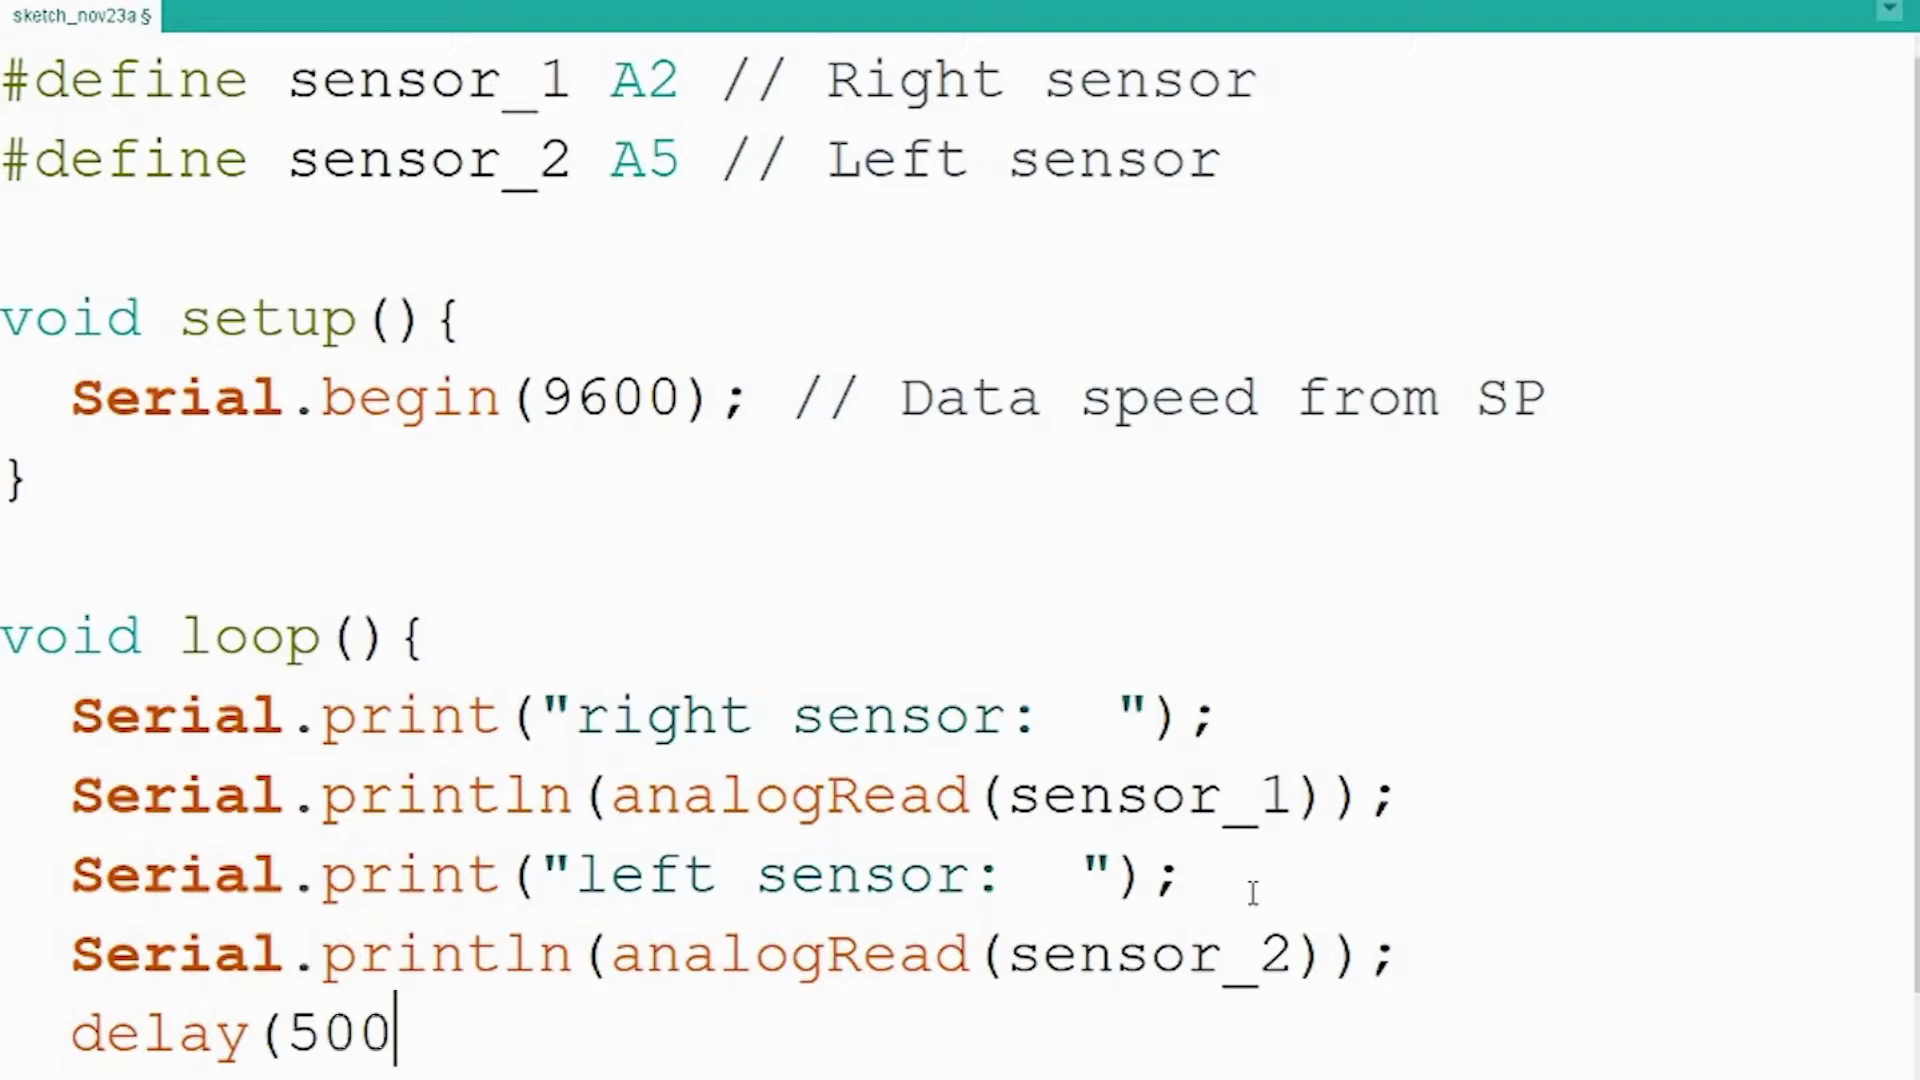 sketch_nov23a §
#define sensor_1 A2 // Right sensor
#define sensor_2 A5 // Left sensor
void setup(){
  Serial.begin(9600); // Data speed from SP
}
void loop(){
  Serial.print("right sensor:  ");
  Serial.println(analogRead(sensor_1));
  Serial.print("left sensor:  ");
  Serial.println(analogRead(sensor_2));
  delay(500